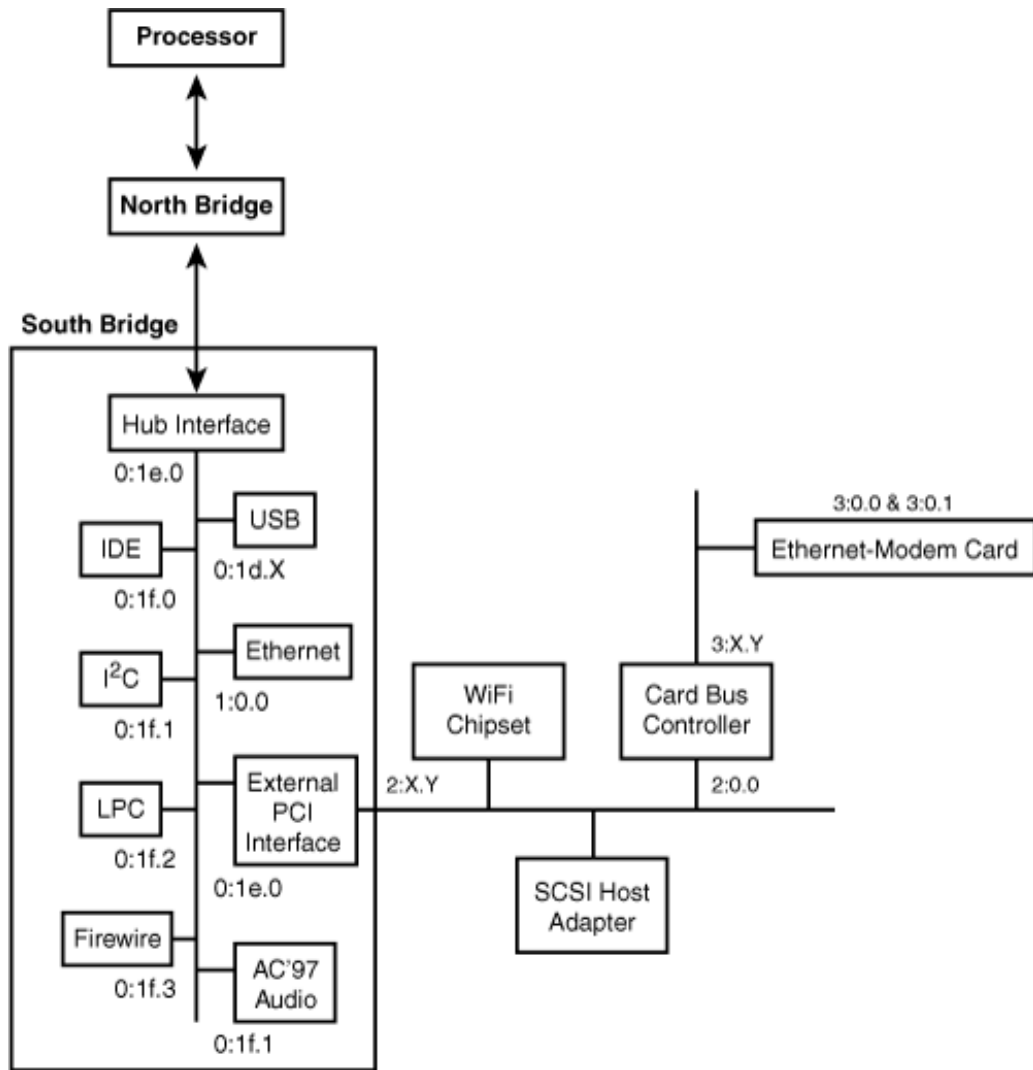 Processor
North Bridge
South Bridge
Hub Interface
0:1e.0
USB
0:1d.X
IDE
0:1f.0
Ethernet
1:0.0
I²C
0:1f.1
External
PCI
Interface
0:1e.0
LPC
0:1f.2
Firewire
0:1f.3
AC'97
Audio
0:1f.1
2:X.Y
WiFi
Chipset
SCSI Host
Adapter
2:0.0
Card Bus
Controller
3:X.Y
3:0.0 & 3:0.1
Ethernet-Modem Card